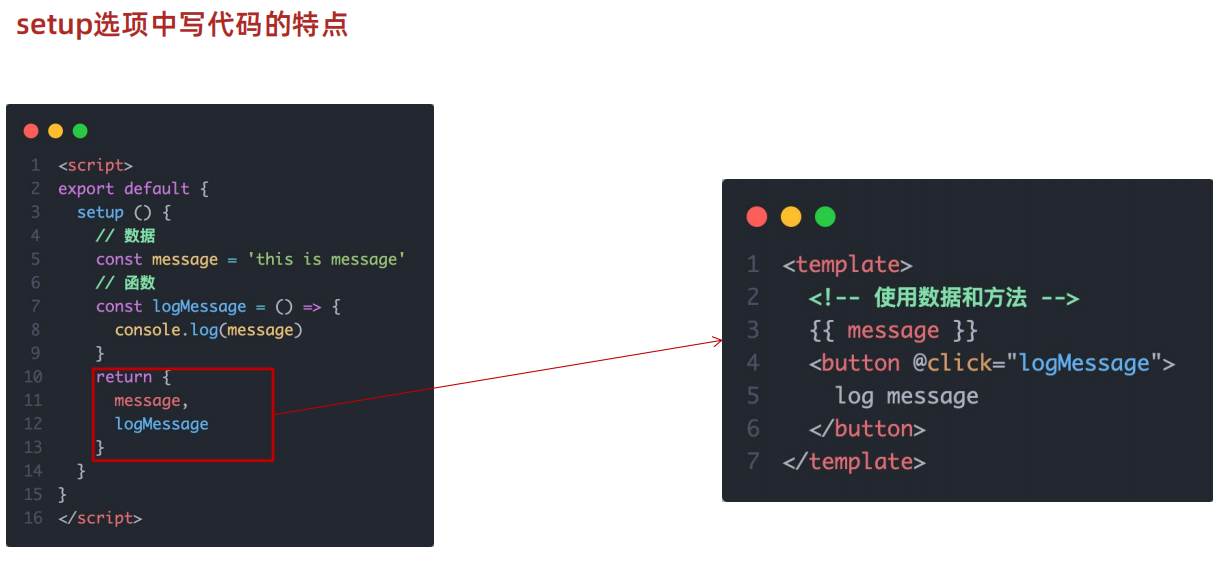 setup选项中写代码的特点
1 <script>
2 export default {
3   setup () {
4     // 数据
5     const message = 'this is message'
6     // 函数
7     const logMessage = () => {
8       console.log(message)
9     }
10     return {
11       message,
12       logMessage
13     }
14   }
15 }
16 </script>
1 <template>
2   <!-- 使用数据和方法 -->
3   {{ message }}
4   <button @click="logMessage">
5     log message
6   </button>
7 </template>